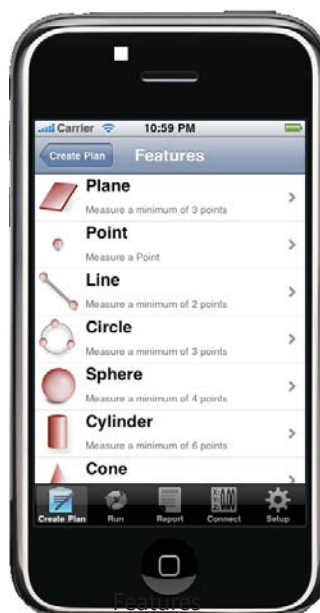 Carrier 10:59 PM
Create Plan Features
Plane
Measure a minimum of 3 points
Point
Measure a Point
Line
Measure a minimum of 2 points
Circle
Measure a minimum of 3 points
Sphere
Measure a minimum of 4 points
Cylinder
Measure a minimum of 6 points
Cone
Create Plan Run Report Connect Setup
Features